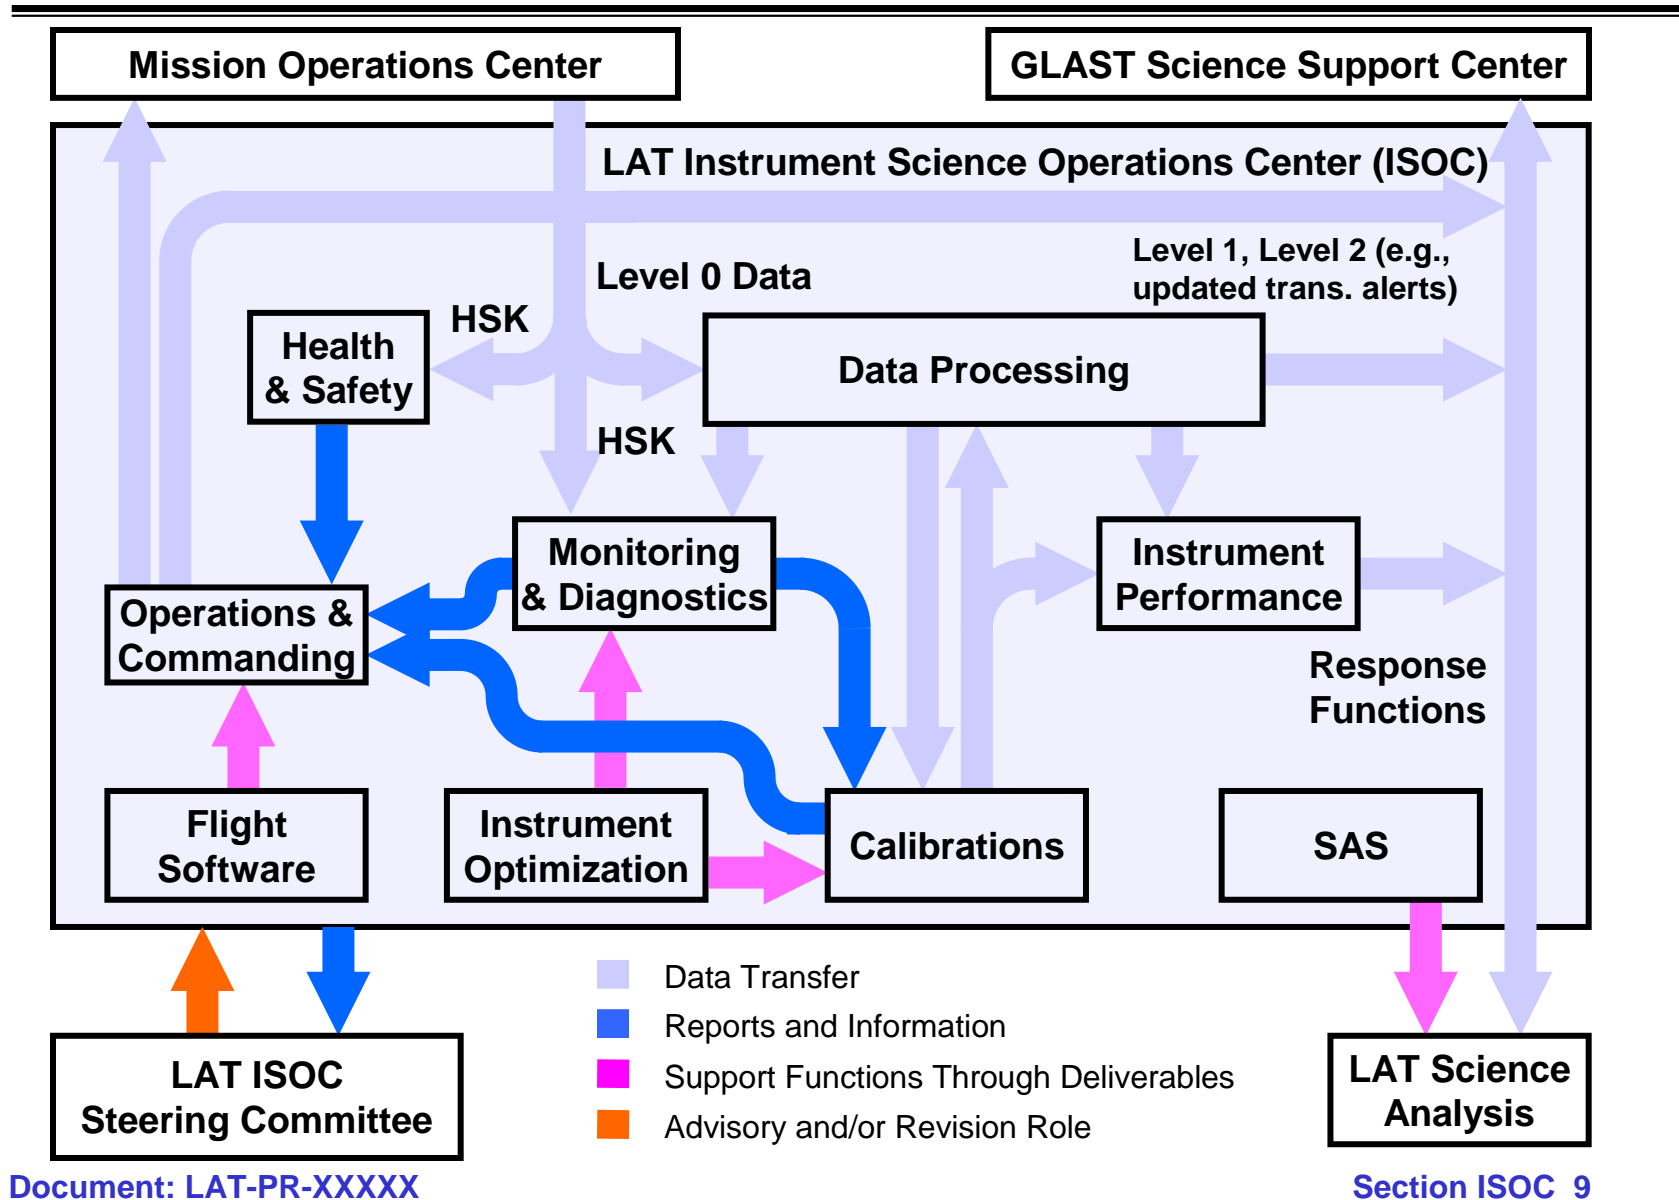 Mission Operations Center
GLAST Science Support Center
LAT Instrument Science Operations Center (ISOC)
Level 1, Level 2 (e.g.,
updated trans. alerts)
Level 0 Data
HSK
Health
& Safety
Data Processing
HSK
Monitoring
& Diagnostics
Instrument
Performance
Operations &
Commanding
Response
Functions
Flight
Software
Instrument
Optimization
Calibrations
SAS
Data Transfer
Reports and Information
Support Functions Through Deliverables
Advisory and/or Revision Role
LAT ISOC
Steering Committee
LAT Science
Analysis
Document: LAT-PR-XXXXX
Section ISOC 9